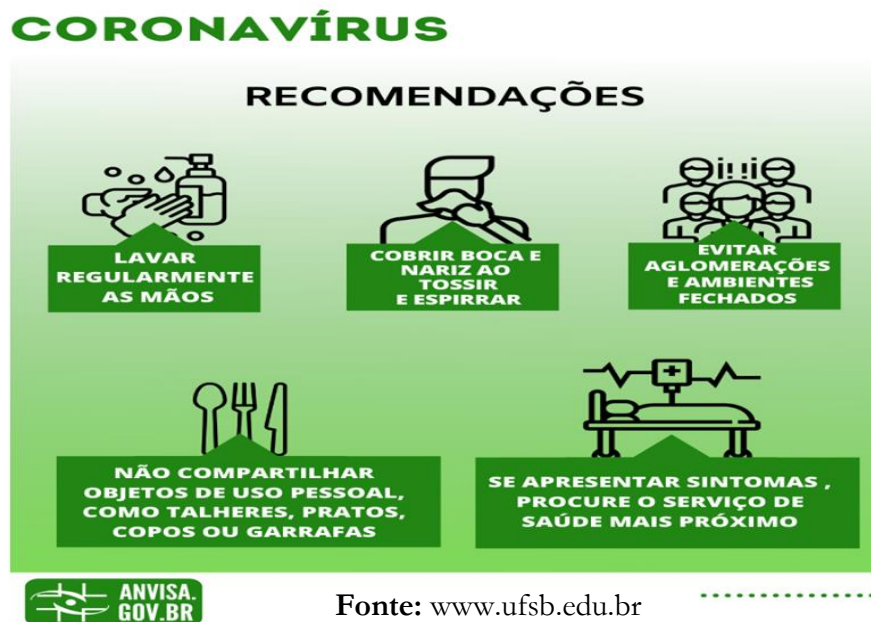 CORONAVÍRUS
RECOMENDAÇÕES
LAVAR
REGULARMENTE
AS MÃOS
COBRIR BOCA E
NARIZ AO
TOSSIR
E ESPIRRAR
EVITAR
AGLOMERAÇÕES
E AMBIENTES
FECHADOS
NÃO COMPARTILHAR
OBJETOS DE USO PESSOAL,
COMO TALHERES, PRATOS,
COPOS OU GARRAFAS
SE APRESENTAR SINTOMAS ,
PROCURE O SERVIÇO DE
SAÚDE MAIS PRÓXIMO
ANVISA.
GOV.BR
Fonte: www.ufsb.edu.br